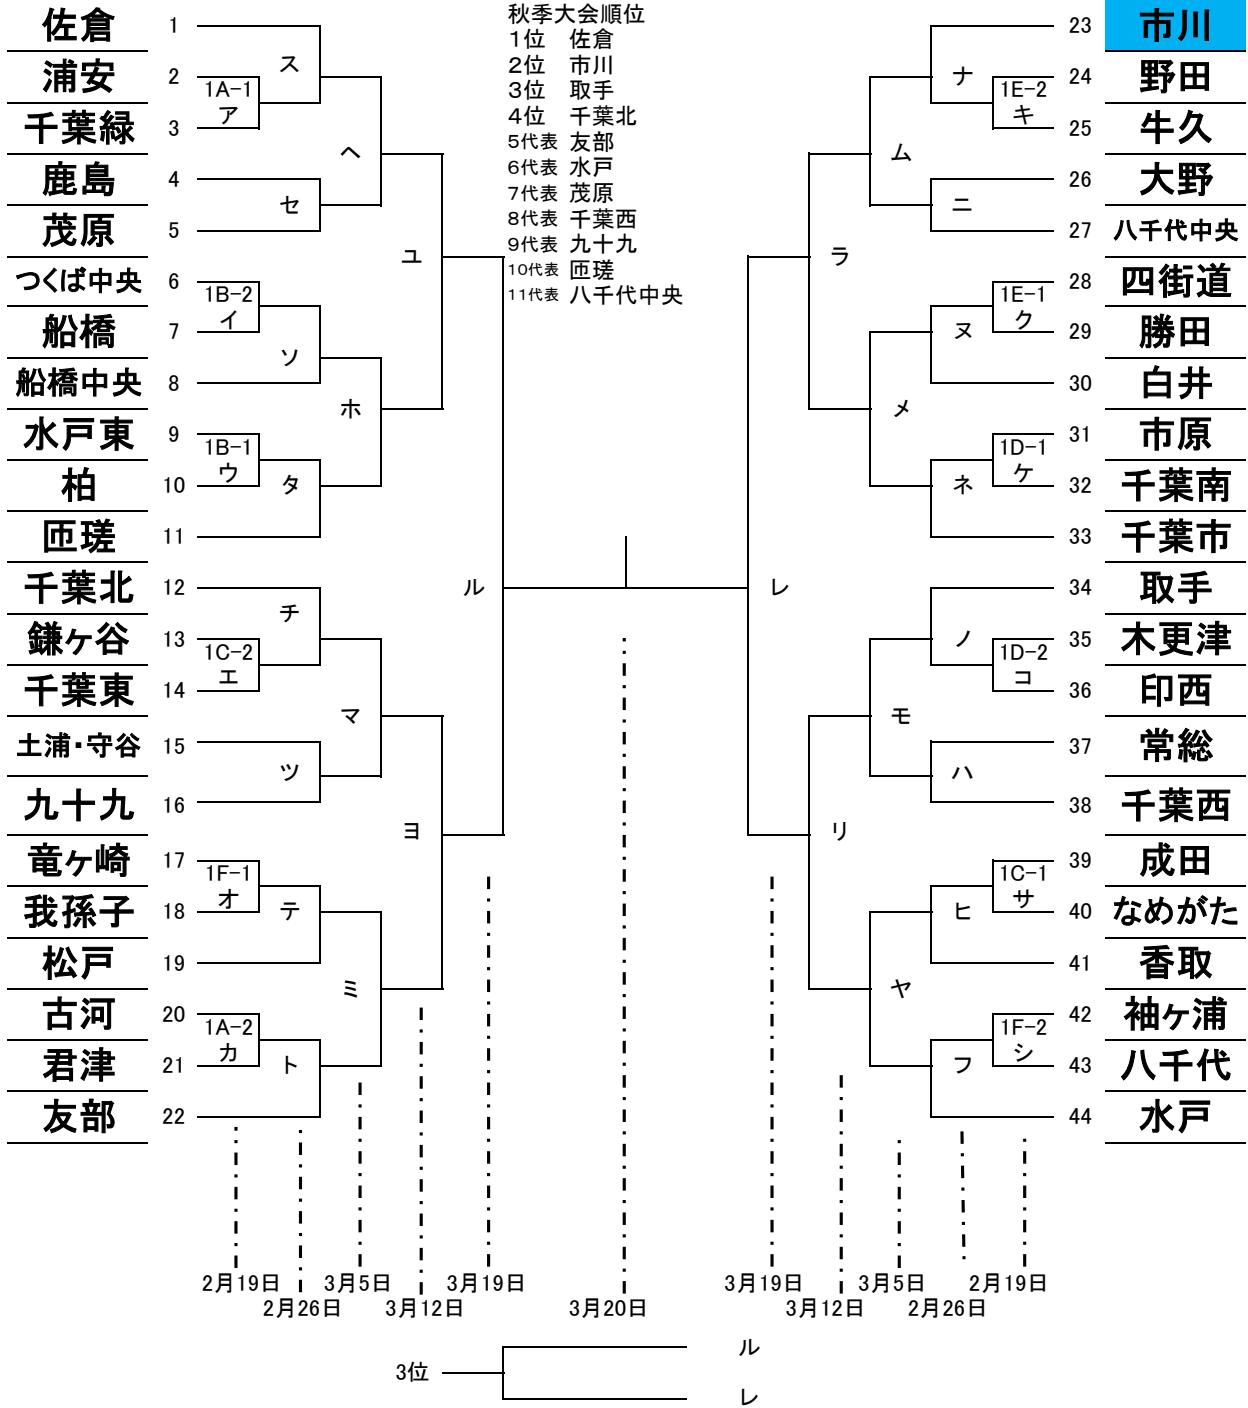 秋季大会順位
1位 佐倉
2位 市川
3位 取手
4位 千葉北
5代表 友部
6代表 水戸
7代表 茂原
8代表 千葉西
9代表 九十九
10代表 匝瑳
11代表 八千代中央
佐倉 1
浦安 2
千葉緑 3
鹿島 4
茂原 5
つくば中央 6
船橋 7
船橋中央 8
水戸東 9
柏 10
匝瑳 11
千葉北 12
鎌ヶ谷 13
千葉東 14
土浦・守谷 15
九十九 16
竜ヶ崎 17
我孫子 18
松戸 19
古河 20
君津 21
友部 22
1A-1
ア
1B-2
イ
1B-1
ウ
1C-2
エ
1F-1
オ
1A-2
カ
ス
セ
ソ
タ
チ
ツ
テ
ト
ヘ
ホ
マ
ミ
ユ
ヨ
ル
レ
ラ
リ
ム
メ
モ
ヤ
ナ
ニ
ヌ
ネ
ノ
ハ
ヒ
フ
1E-2
キ
1E-1
ク
1D-1
ケ
1D-2
コ
1C-1
サ
1F-2
シ
23 市川
24 野田
25 牛久
26 大野
27 八千代中央
28 四街道
29 勝田
30 白井
31 市原
32 千葉南
33 千葉市
34 取手
35 木更津
36 印西
37 常総
38 千葉西
39 成田
40 なめがた
41 香取
42 袖ヶ浦
43 八千代
44 水戸
2月19日
2月26日
3月5日
3月12日
3月19日
3月20日
3月19日
3月12日
3月5日
2月26日
2月19日
3位
ル
レ